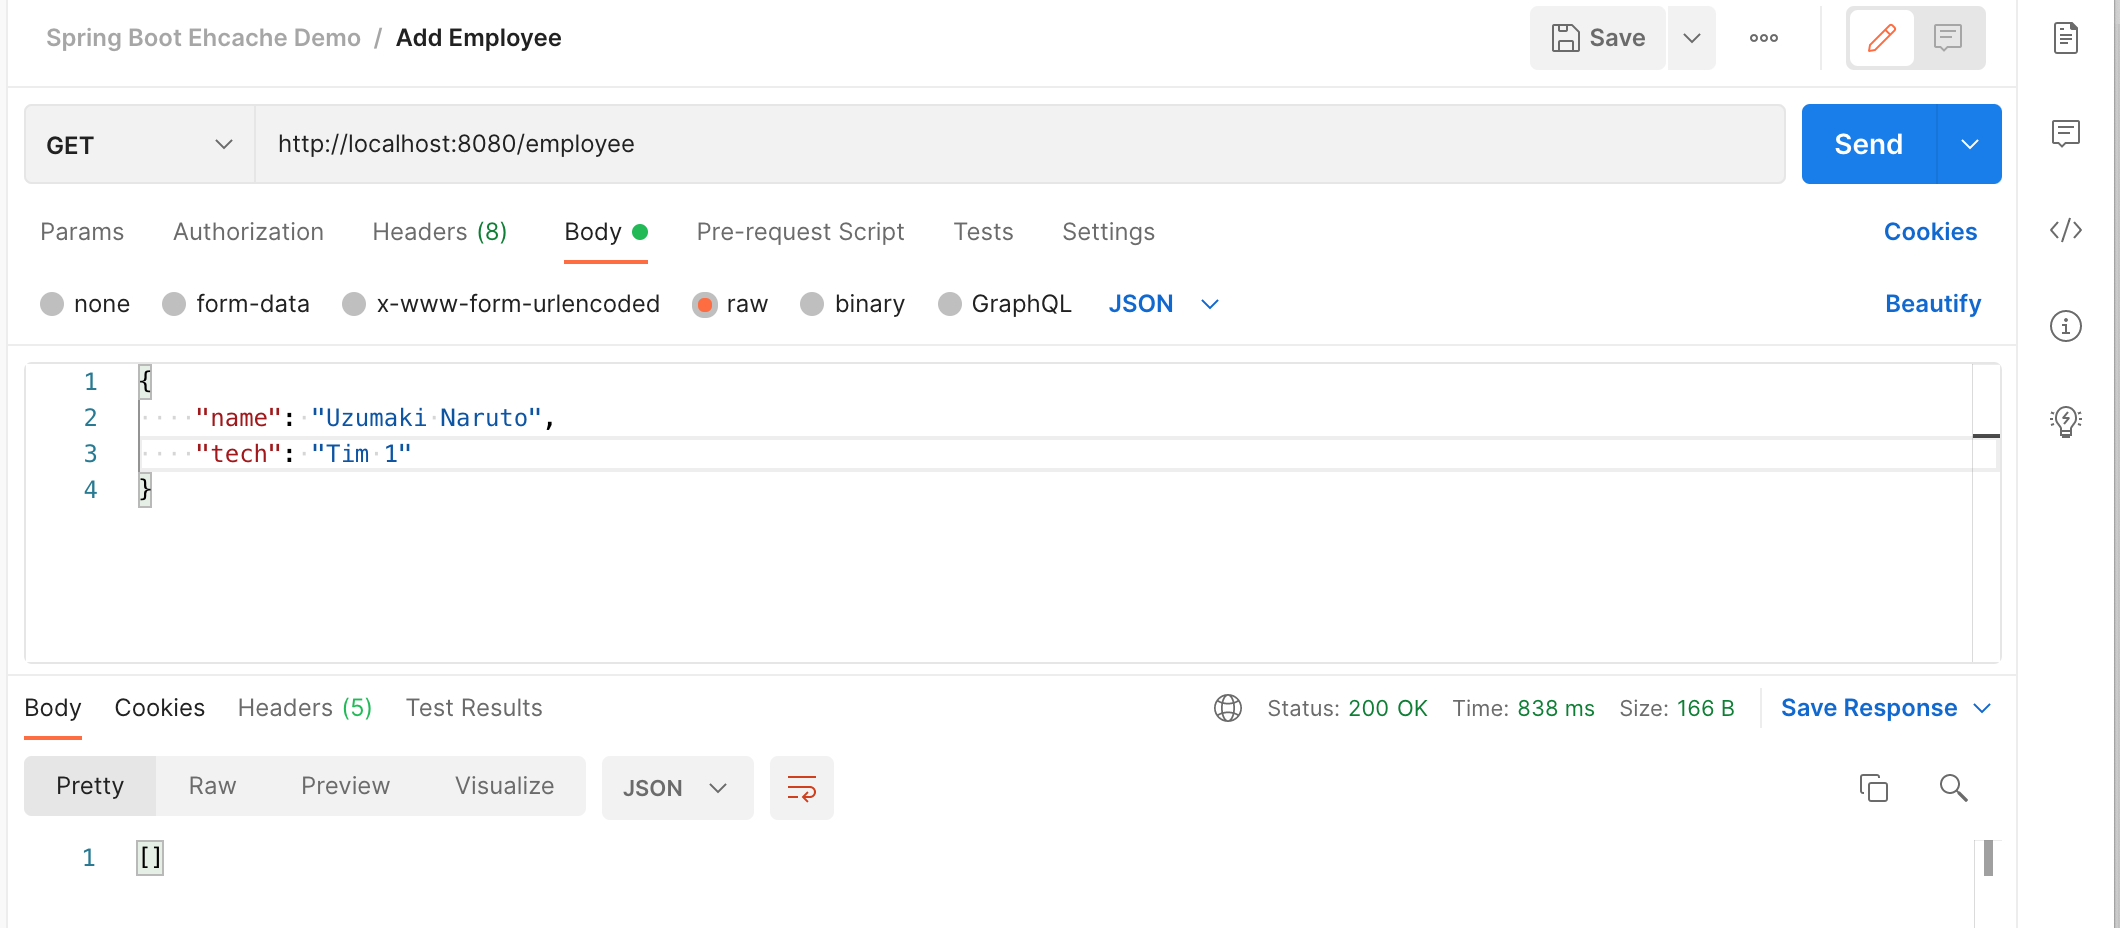 Spring Boot Ehcache Demo / Add Employee
Save
GET
http://localhost:8080/employee
Send
Params Authorization Headers (8) Body Pre-request Script Tests Settings Cookies
none form-data x-www-form-urlencoded raw binary GraphQL JSON Beautify
1 {
2 "name": "Uzumaki Naruto",
3 "tech": "Tim 1"
4 }
Body Cookies Headers (5) Test Results Status: 200 OK Time: 838 ms Size: 166 B Save Response
Pretty Raw Preview Visualize JSON
1 []